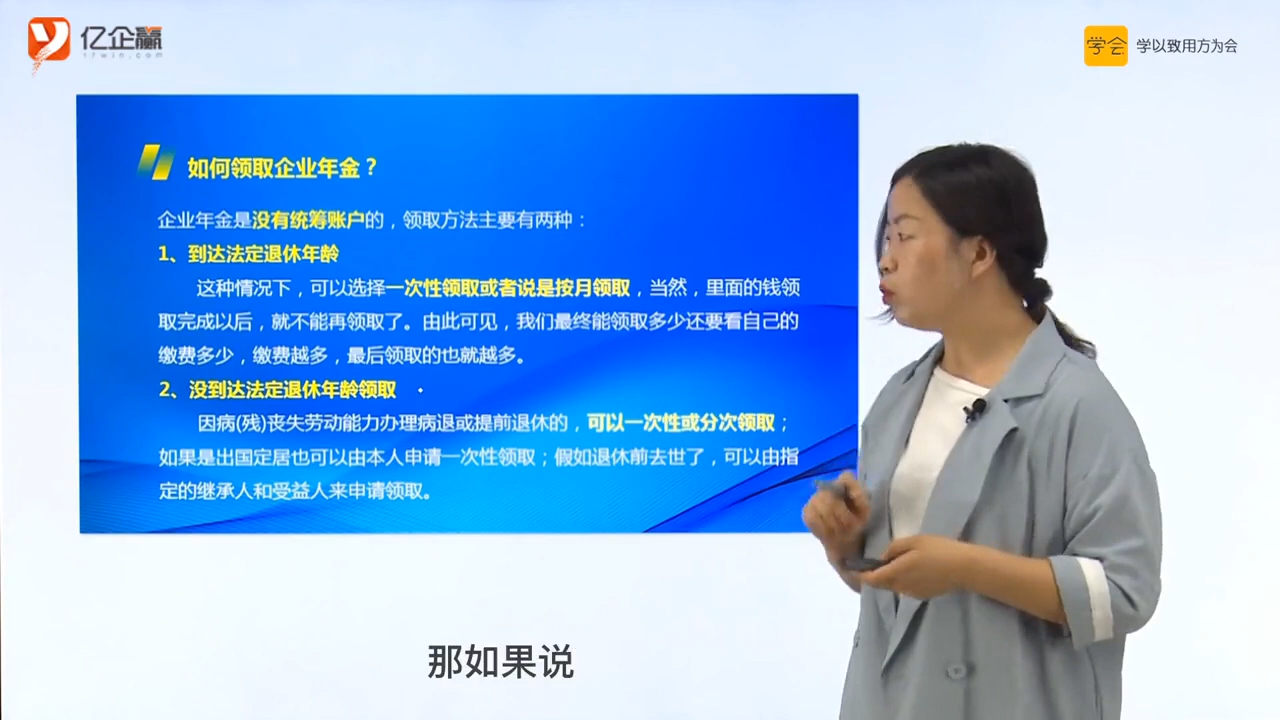 亿企赢
17win.com
学会
学以致用方为会
如何领取企业年金？
企业年金是没有统筹账户的，领取方法主要有两种：
1、到达法定退休年龄
这种情况下，可以选择一次性领取或者说是按月领取，当然，里面的钱领
取完成以后，就不能再领取了。由此可见，我们最终能领取多少还要看自己的
缴费多少，缴费越多，最后领取的也就越多。
2、没到达法定退休年龄领取
因病(残)丧失劳动能力办理病退或提前退休的，可以一次性或分次领取；
如果是出国定居也可以由本人申请一次性领取；假如退休前去世了，可以由指
定的继承人和受益人来申请领取。
那如果说